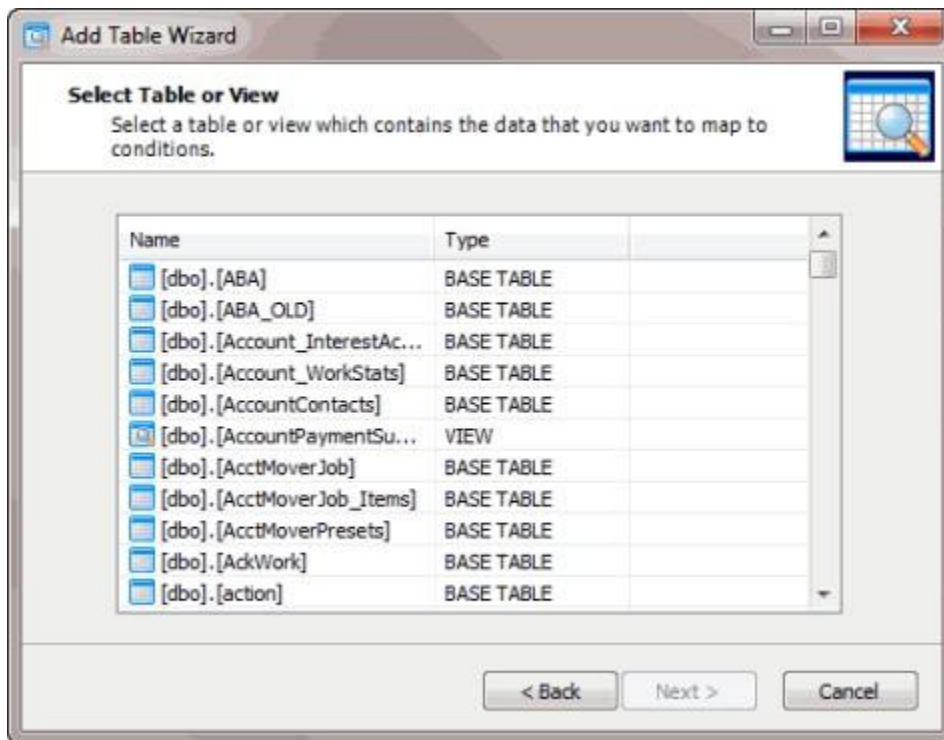 Add Table Wizard
Select Table or View
Select a table or view which contains the data that you want to map to
conditions.
Name Type
[dbo].[ABA] BASE TABLE
[dbo].[ABA_OLD] BASE TABLE
[dbo].[Account_InterestAc... BASE TABLE
[dbo].[Account_WorkStats] BASE TABLE
[dbo].[AccountContacts] BASE TABLE
[dbo].[AccountPaymentSu... VIEW
[dbo].[AcctMoverJob] BASE TABLE
[dbo].[AcctMoverJob_Items] BASE TABLE
[dbo].[AcctMoverPresets] BASE TABLE
[dbo].[AckWork] BASE TABLE
[dbo].[action] BASE TABLE
< Back Next > Cancel